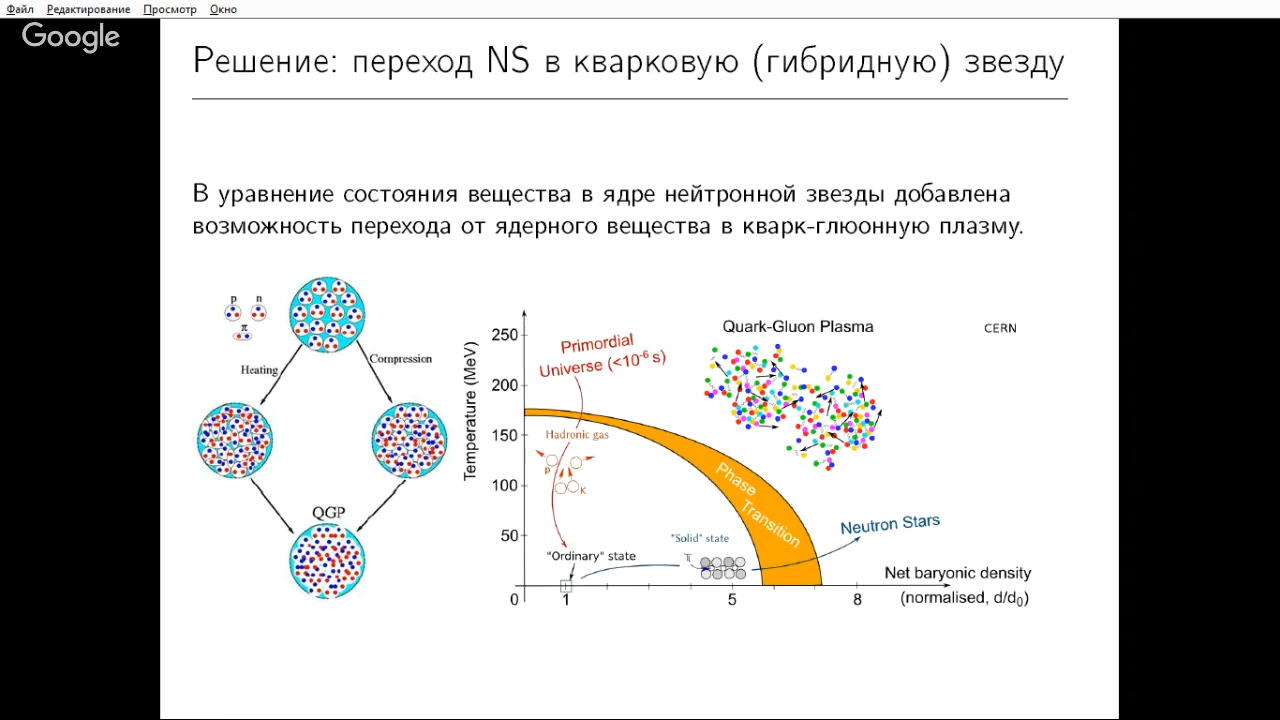 Файл Редактирование Просмотр Окно
Google
Решение: переход NS в кварковую (гибридную) звезду
В уравнение состояния вещества в ядре нейтронной звезды добавлена
возможность перехода от ядерного вещества в кварк-глюонную плазму.
p n
π
Heating
Compression
QGP
Temperature (MeV)
250
200
150
100
50
0
1
5
8
Primordial
Universe (<10⁻⁶ s)
Hadronic gas
p
K
"Ordinary" state
"Solid" state
π
Phase
Transition
Quark-Gluon Plasma
CERN
Neutron Stars
Net baryonic density
(normalised, d/d₀)